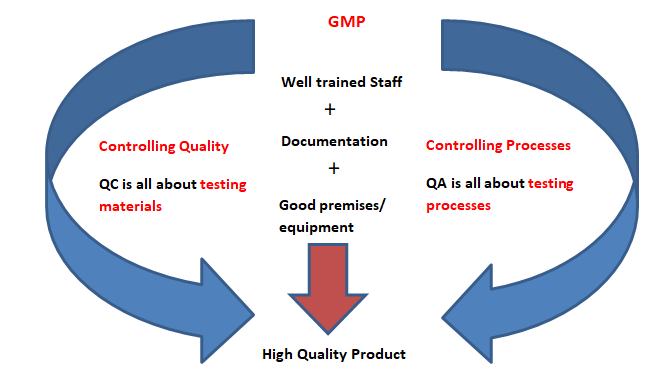 GMP
Well trained Staff
+
Documentation
+
Good premises/
equipment
Controlling Quality
QC is all about testing
materials
Controlling Processes
QA is all about testing
processes
High Quality Product